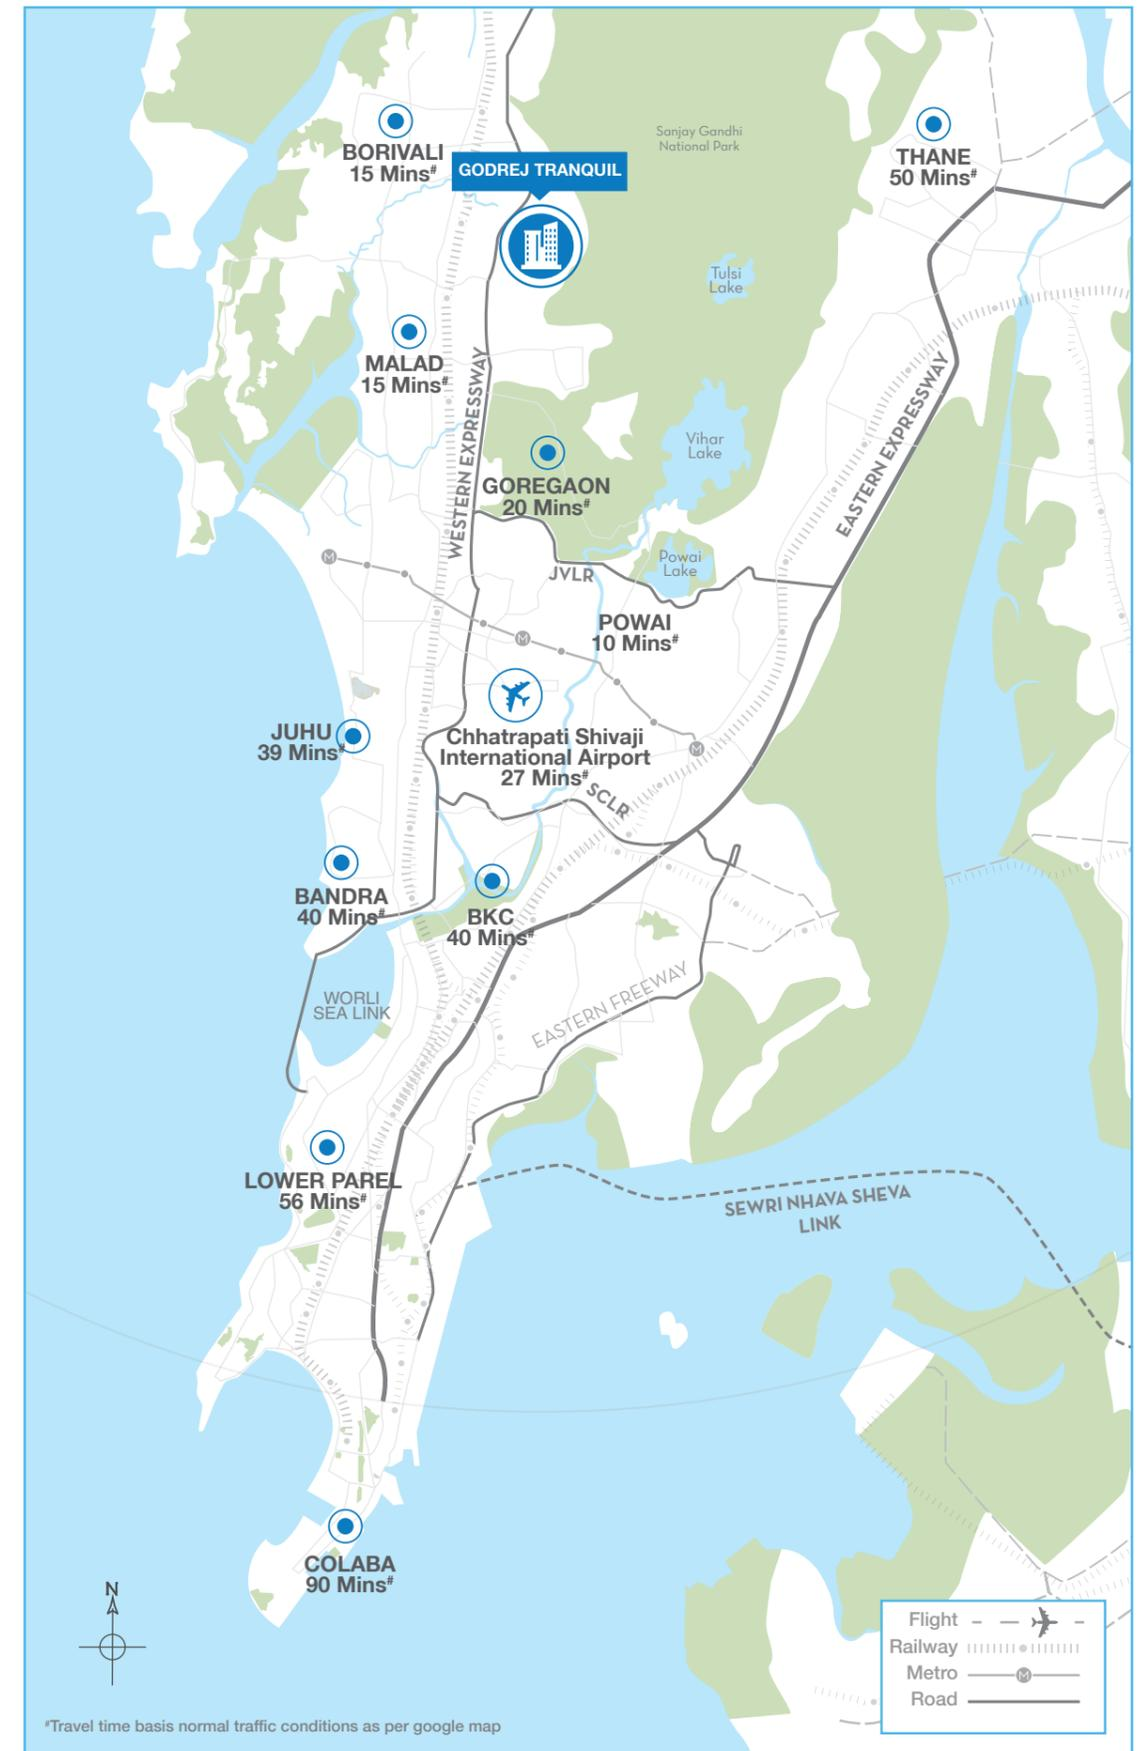 BORIVALI
15 Mins#
GODREJ TRANQUIL
Sanjay Gandhi
National Park
THANE
50 Mins#
Tulsi
Lake
MALAD
15 Mins#
WESTERN EXPRESSWAY
EASTERN EXPRESSWAY
Vihar
Lake
GOREGAON
20 Mins#
M
JVLR
Powai
Lake
POWAI
10 Mins#
M
JUHU
39 Mins#
Chhatrapati Shivaji
International Airport
27 Mins#
M
SCLR
BANDRA
40 Mins#
BKC
40 Mins#
WORLI
SEA LINK
EASTERN FREEWAY
LOWER PAREL
56 Mins#
SEWRI NHAVA SHEVA
LINK
COLABA
90 Mins#
N
Flight
Railway
Metro M
Road
#Travel time basis normal traffic conditions as per google map